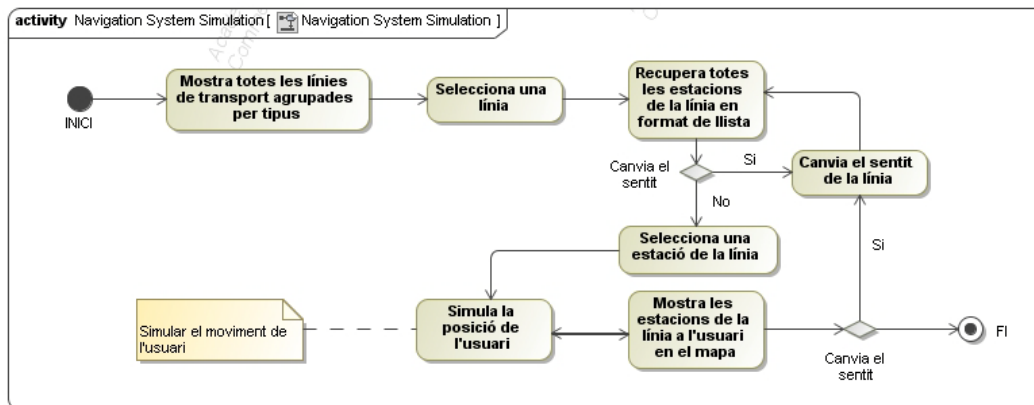 activity Navigation System Simulation [ Navigation System Simulation ]
INICI
Mostra totes les línies
de transport agrupades
per tipus
Selecciona una
línia
Recupera totes
les estacions
de la línia en
format de llista
Canvia el
sentit
Si
Canvia el sentit
de la línia
No
Selecciona una
estació de la línia
Si
Simular el moviment de
l'usuari
Simula la
posició de
l'usuari
Mostra les
estacions de la
línia a l'usuari
en el mapa
Canvia el
sentit
FI